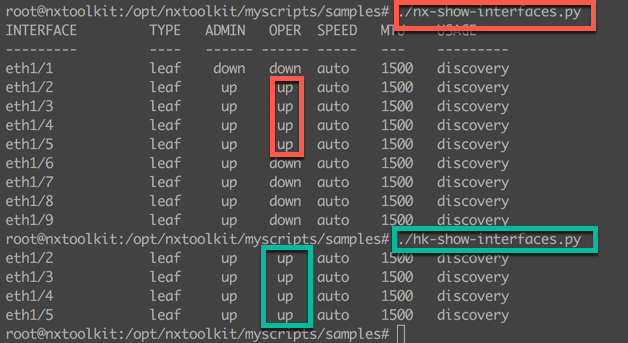 root@nxtoolkit:/opt/nxtoolkit/myscripts/samples# ./nx-show-interfaces.py
INTERFACE TYPE ADMIN OPER SPEED MTU USAGE
--------- ---- ------ ------ ----- ---- ---------
eth1/1 leaf down down auto 1500 discovery
eth1/2 leaf up up auto 1500 discovery
eth1/3 leaf up up auto 1500 discovery
eth1/4 leaf up up auto 1500 discovery
eth1/5 leaf up up auto 1500 discovery
eth1/6 leaf up down auto 1500 discovery
eth1/7 leaf up down auto 1500 discovery
eth1/8 leaf up down auto 1500 discovery
eth1/9 leaf up down auto 1500 discovery
root@nxtoolkit:/opt/nxtoolkit/myscripts/samples# ./hk-show-interfaces.py
eth1/2 leaf up up auto 1500 discovery
eth1/3 leaf up up auto 1500 discovery
eth1/4 leaf up up auto 1500 discovery
eth1/5 leaf up up auto 1500 discovery
root@nxtoolkit:/opt/nxtoolkit/myscripts/samples#